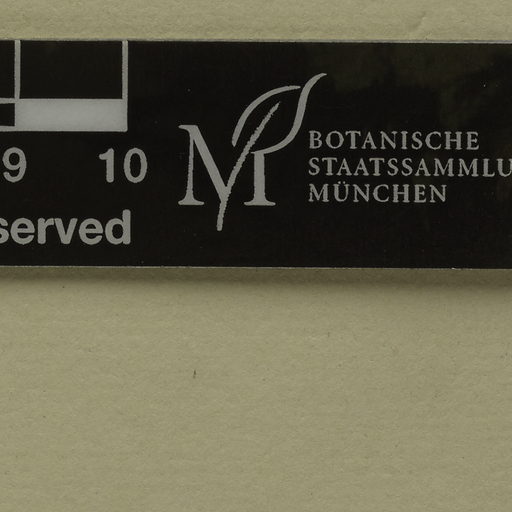 9 10
served
BOTANISCHE
STAATSSAMMLU
MÜNCHEN